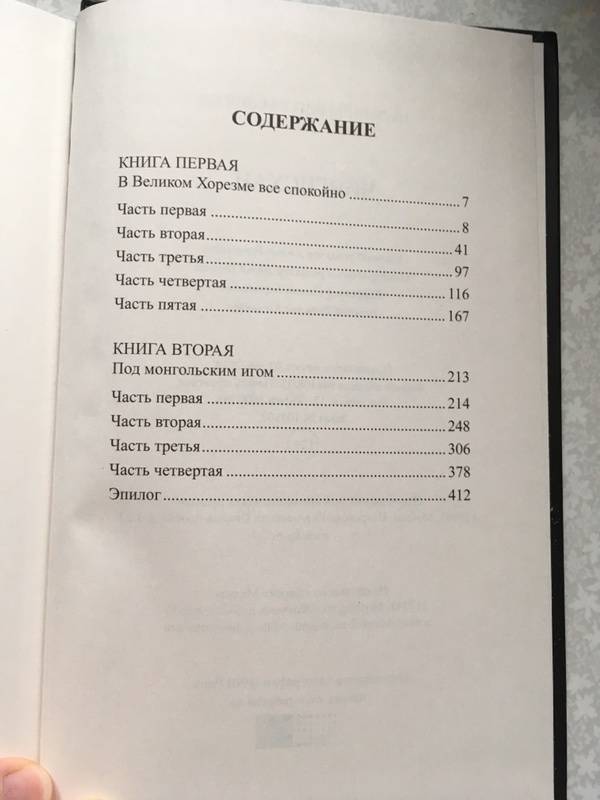 СОДЕРЖАНИЕ
КНИГА ПЕРВАЯ
В Великом Хорезме все спокойно ........................ 7
Часть первая ........................ 8
Часть вторая ........................ 41
Часть третья ........................ 97
Часть четвертая ........................ 116
Часть пятая ........................ 167
КНИГА ВТОРАЯ
Под монгольским игом ........................ 213
Часть первая ........................ 214
Часть вторая ........................ 248
Часть третья ........................ 306
Часть четвертая ........................ 378
Эпилог ........................ 412